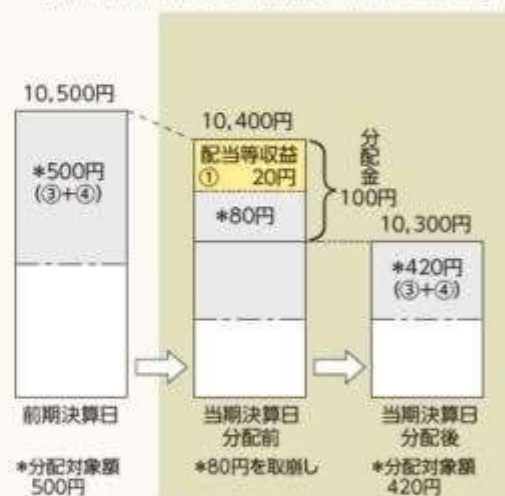 10,500円
*500円
(③+④)
10,400円
配当等収益
① 20円
*80円
分配金
100円
10,300円
*420円
(③+④)
前期決算日
当期決算日
分配前
当期決算日
分配後
*分配対象額
500円
*80円を取崩し
*分配対象額
420円